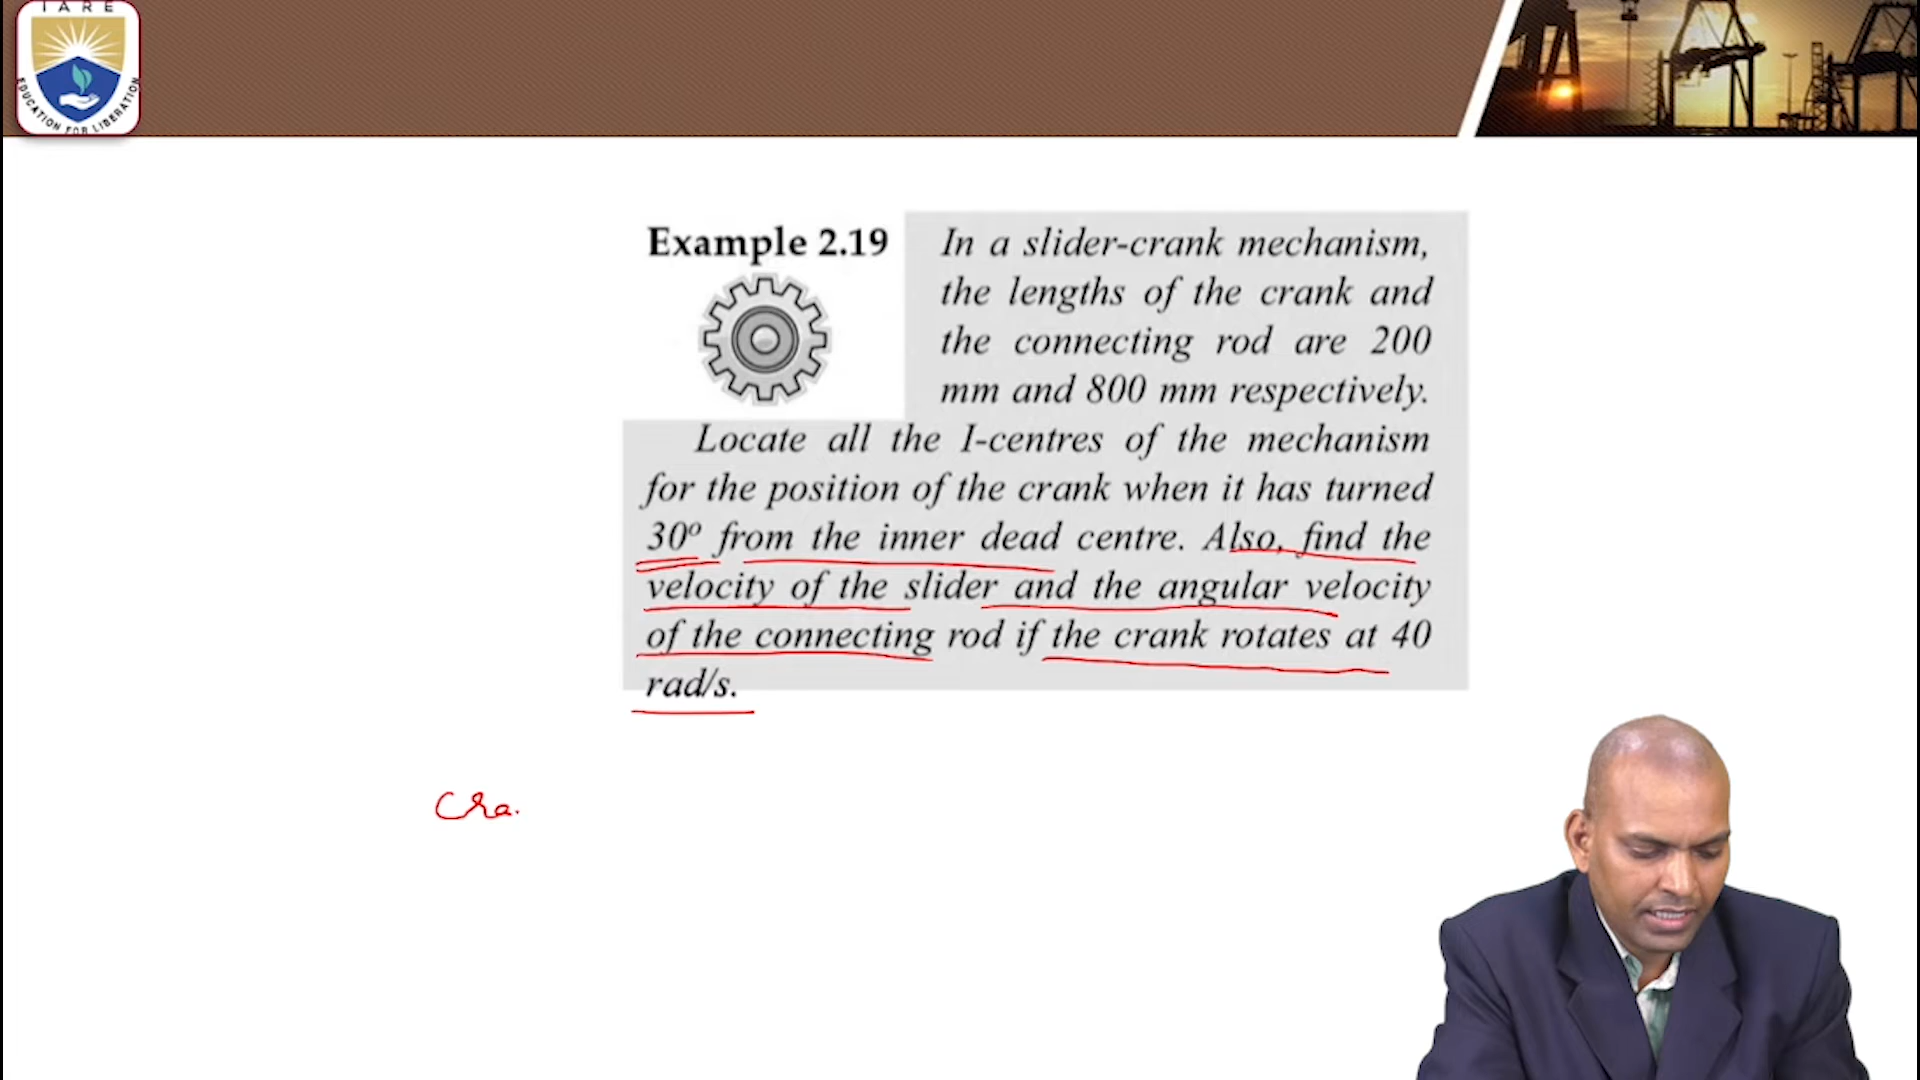 IARE
EDUCATION FOR LIBERATION
Example 2.19
In a slider-crank mechanism,
the lengths of the crank and
the connecting rod are 200
mm and 800 mm respectively.
Locate all the I-centres of the mechanism
for the position of the crank when it has turned
30º from the inner dead centre. Also, find the
velocity of the slider and the angular velocity
of the connecting rod if the crank rotates at 40
rad/s.
Cra.